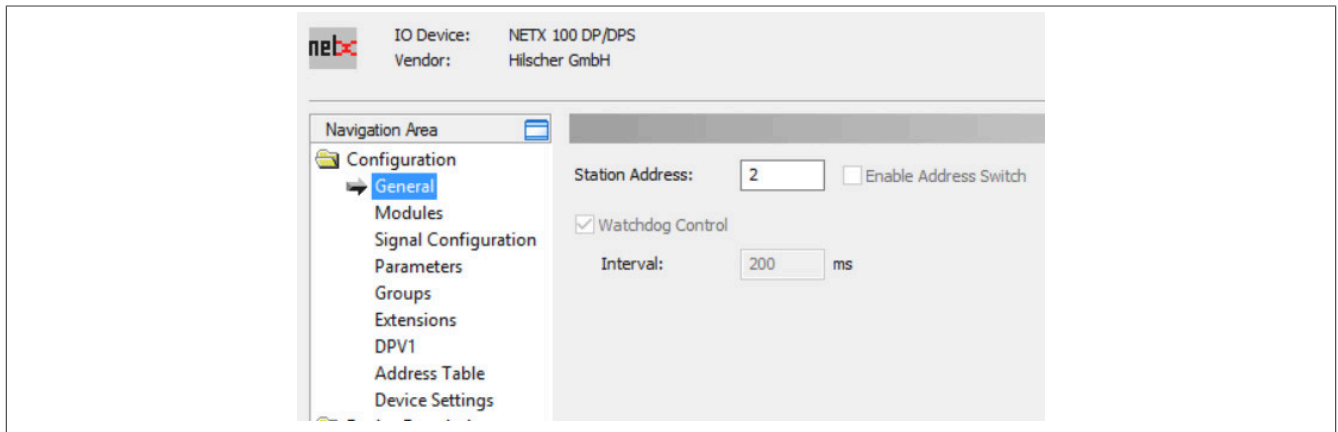 netx
IO Device: NETX 100 DP/DPS
Vendor: Hilscher GmbH
Navigation Area
Configuration
General
Modules
Signal Configuration
Parameters
Groups
Extensions
DPV1
Address Table
Device Settings
Station Address: 2 Enable Address Switch
Watchdog Control
Interval: 200 ms